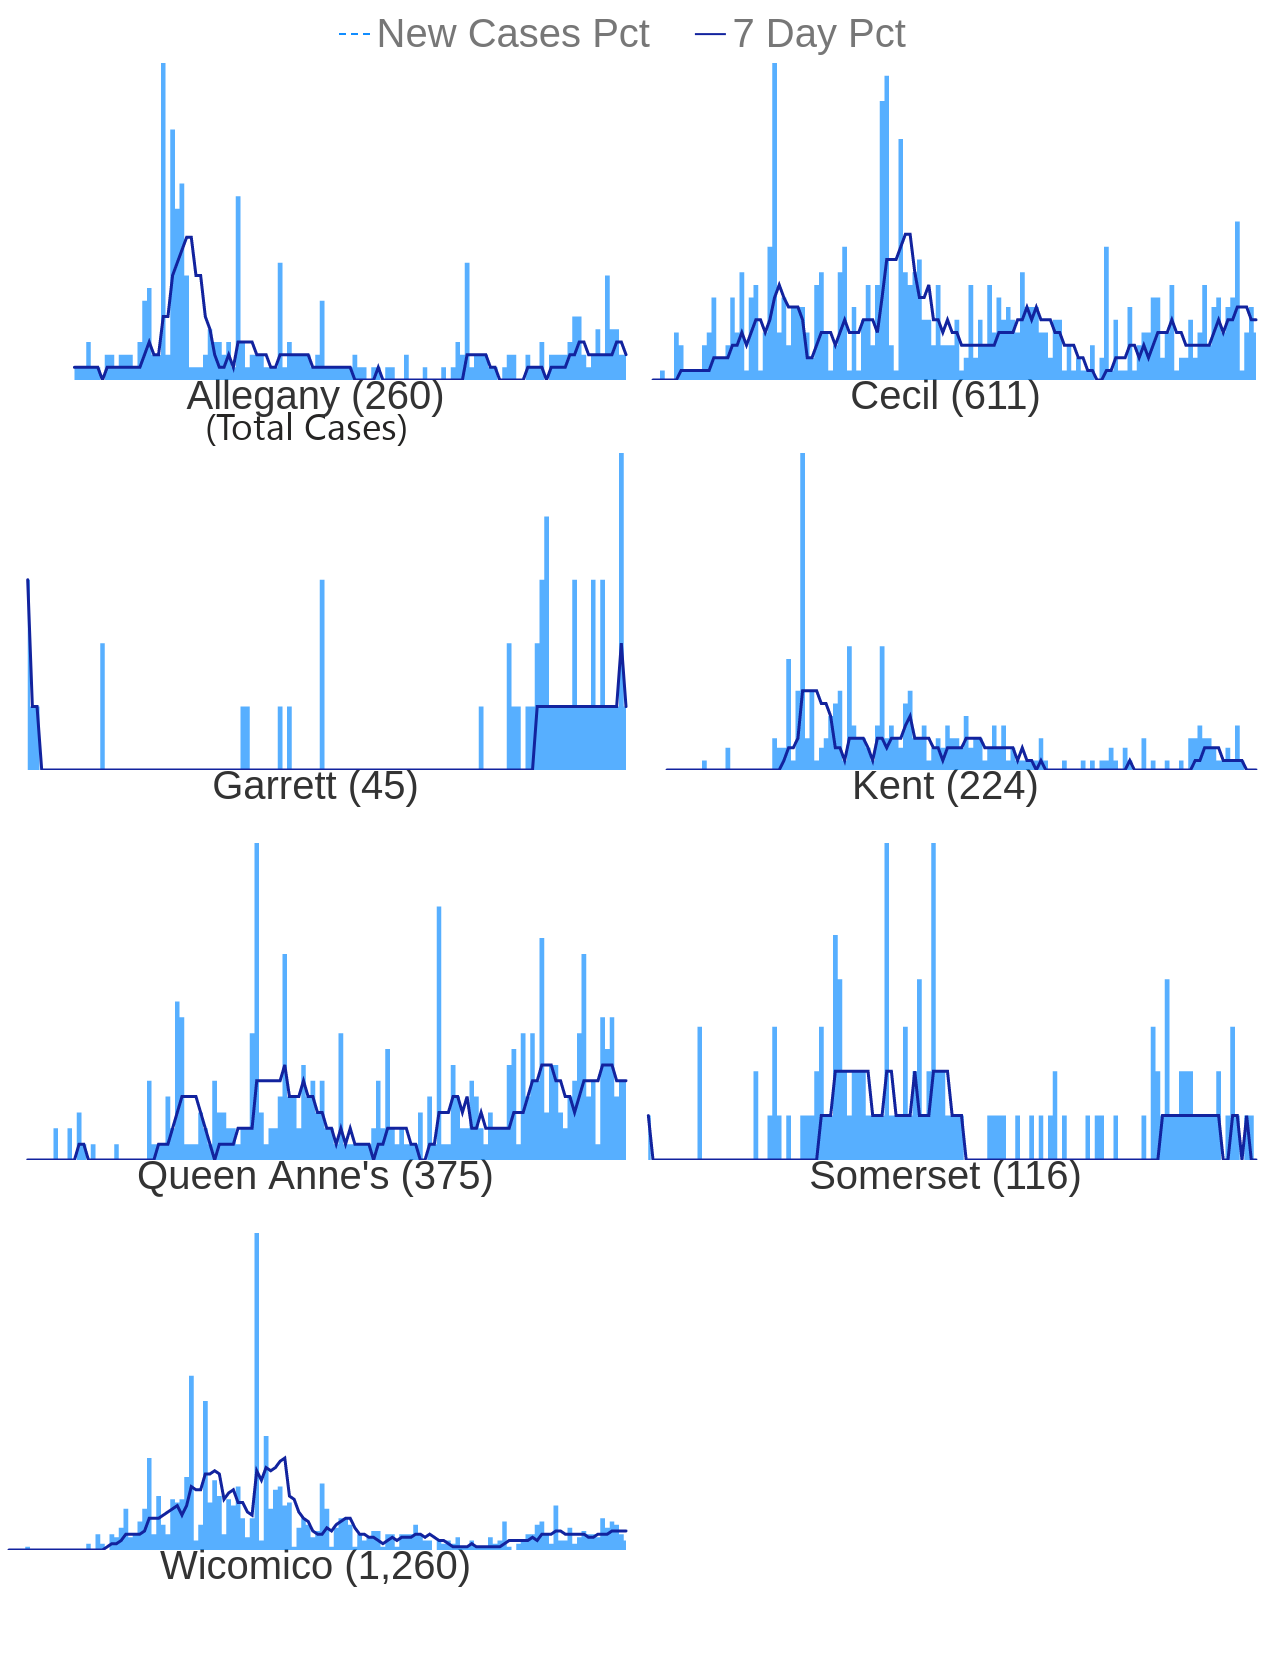 New Cases Pct 7 Day Pct
Allegany (260) Cecil (611)
(Total Cases)
Garrett (45) Kent (224)
Queen Anne's (375) Somerset (116)
Wicomico (1,260)